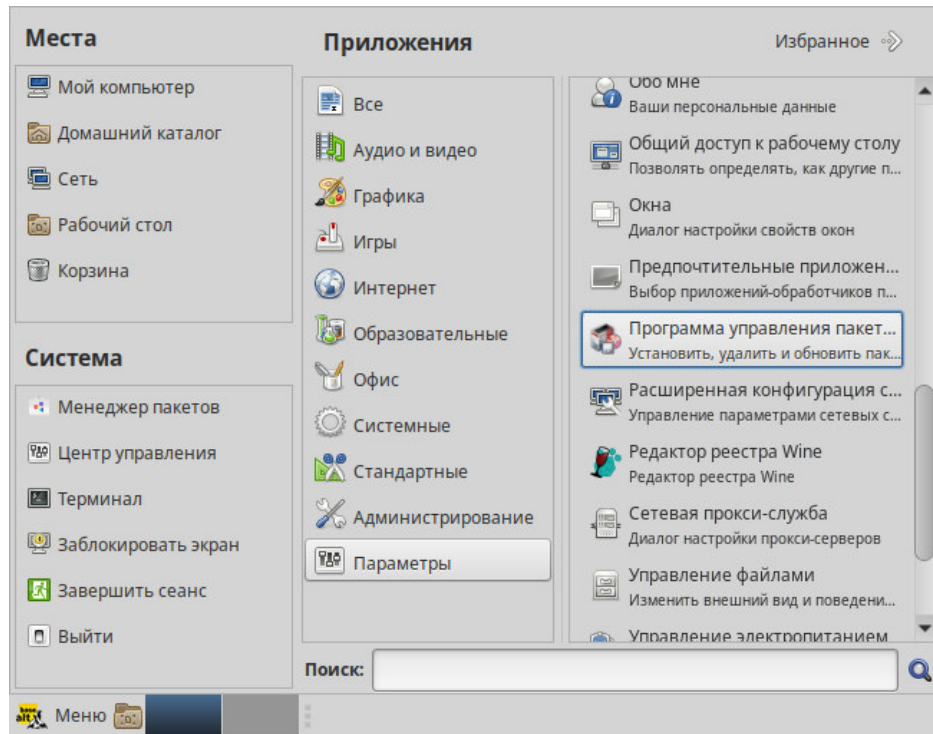 Места
Мой компьютер
Домашний каталог
Сеть
Рабочий стол
Корзина
Система
Менеджер пакетов
Центр управления
Терминал
Заблокировать экран
Завершить сеанс
Выйти
Приложения
Избранное
Все
Аудио и видео
Графика
Игры
Интернет
Образовательные
Офис
Системные
Стандартные
Администрирование
Параметры
Обо мне
Ваши персональные данные
Общий доступ к рабочему столу
Позволять определять, как другие п...
Окна
Диалог настройки свойств окон
Предпочтительные приложен...
Выбор приложений-обработчиков п...
Программа управления пакет...
Установить, удалить и обновить пак...
Расширенная конфигурация с...
Управление параметрами сетевых с...
Редактор реестра Wine
Редактор реестра Wine
Сетевая прокси-служба
Диалог настройки прокси-серверов
Управление файлами
Изменить внешний вид и поведени...
Управление электропитанием
Поиск:
base
alt
Меню